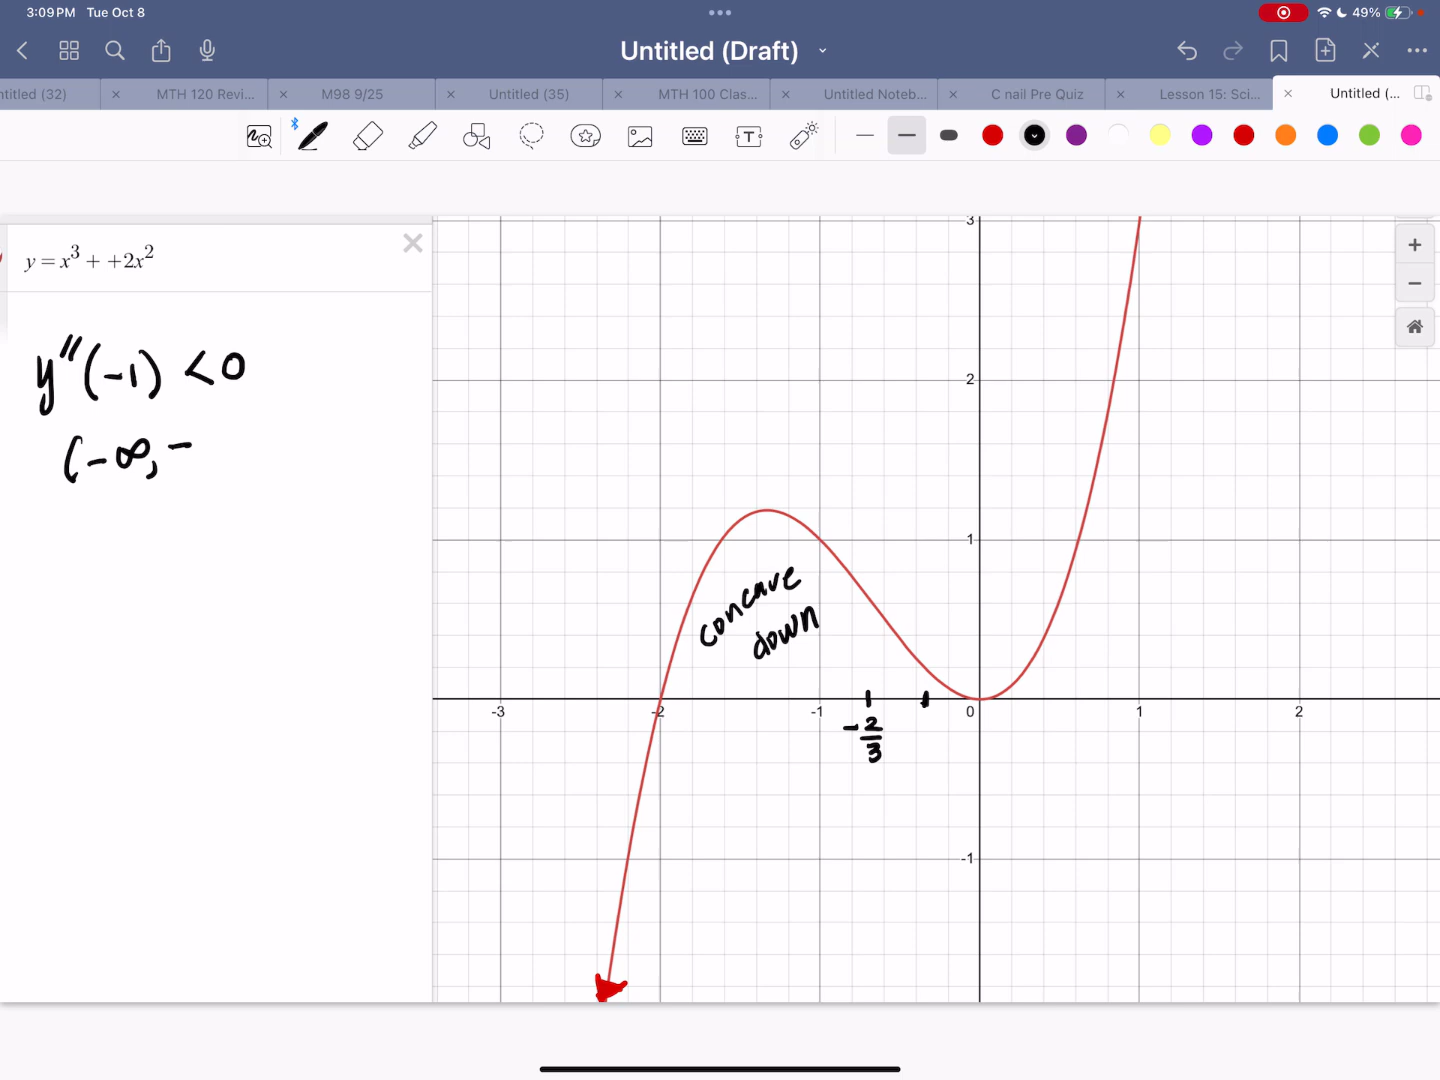 3:09 PM Tue Oct 8
49%
Untitled (Draft)
ntitled (32)
MTH 120 Revi...
M98 9/25
Untitled (35)
MTH 100 Clas...
Untitled Noteb...
C nail Pre Quiz
Lesson 15: Sci...
Untitled (...
T
y = x³ + +2x²
y"(-1) < 0
(-∞, -
3
2
1
concave
down
-3
-2
-1
0
1
2
-2/3
-1